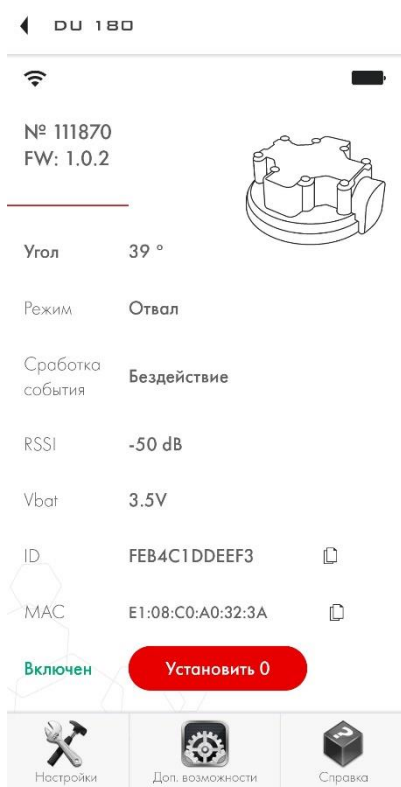 DU 180
№ 111870
FW: 1.0.2
Угол 39 °
Режим Отвал
Сработка
события Бездействие
RSSI -50 dB
Vbat 3.5V
ID FEB4C1DDEEF3
MAC E1:08:C0:A0:32:3A
Включен Установить 0
Настройки Доп. возможности Справка